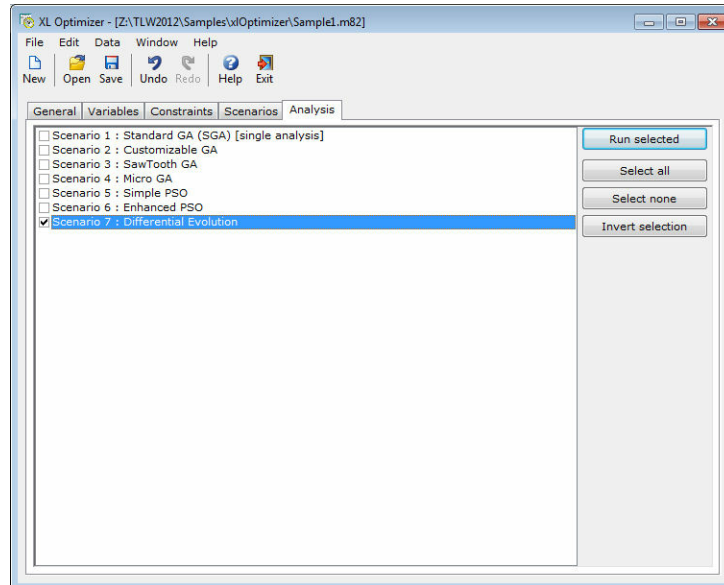 XL Optimizer - [Z:\TLW2012\Samples\xlOptimizer\Sample1.m82]
File Edit Data Window Help
New Open Save Undo Redo Help Exit
General Variables Constraints Scenarios Analysis
Scenario 1 : Standard GA (SGA) [single analysis]
Scenario 2 : Customizable GA
Scenario 3 : SawTooth GA
Scenario 4 : Micro GA
Scenario 5 : Simple PSO
Scenario 6 : Enhanced PSO
Scenario 7 : Differential Evolution
Run selected
Select all
Select none
Invert selection